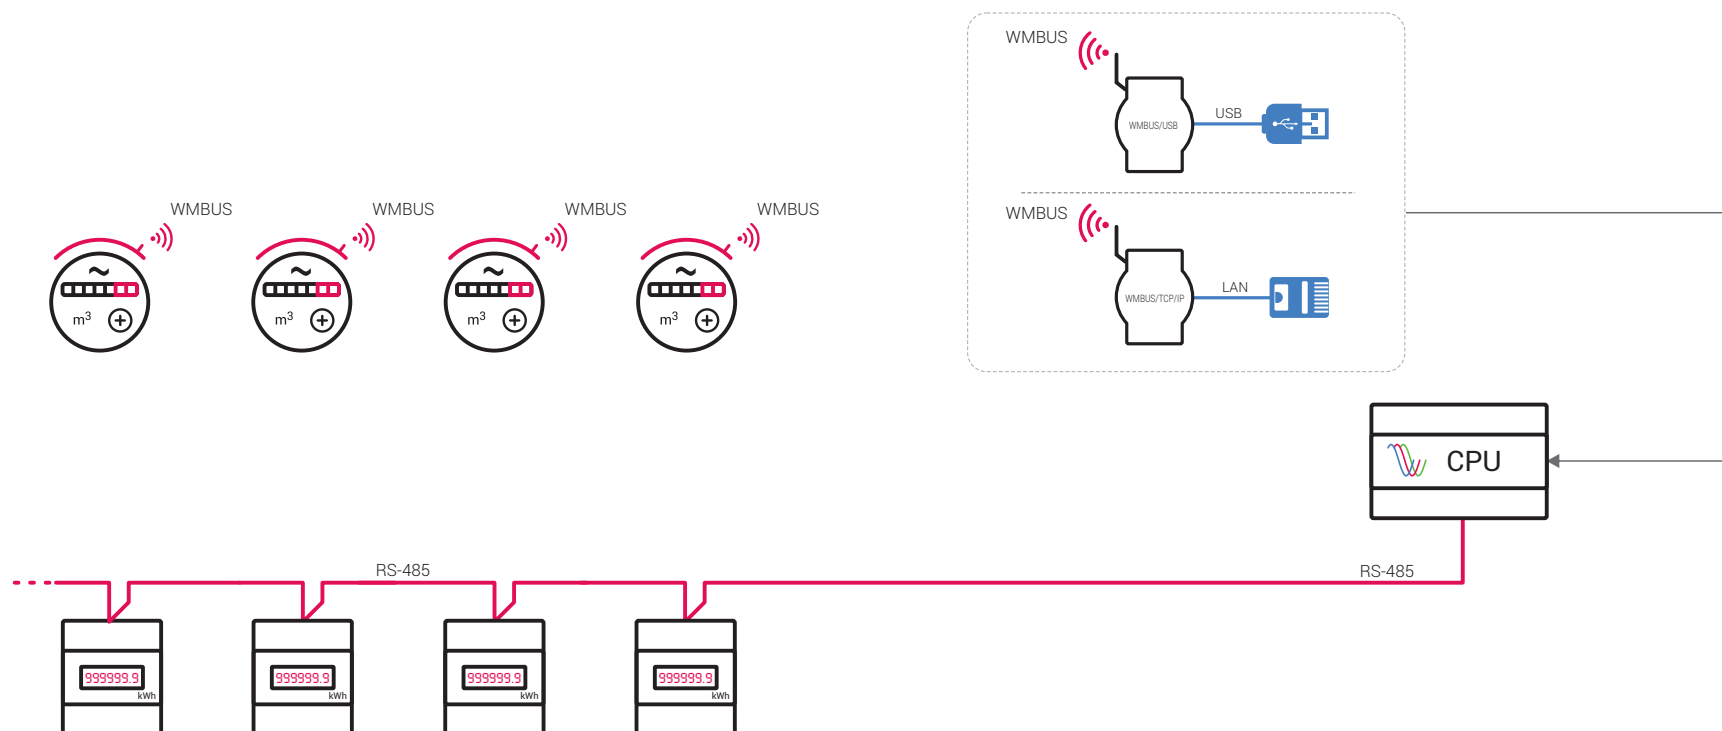 WMBUS
WMBUS/USB
USB
WMBUS WMBUS WMBUS WMBUS
WMBUS
WMBUS/TCP/IP
LAN
m³ m³ m³ m³
CPU
RS-485 RS-485
999999.9 999999.9 999999.9 999999.9
kWh kWh kWh kWh